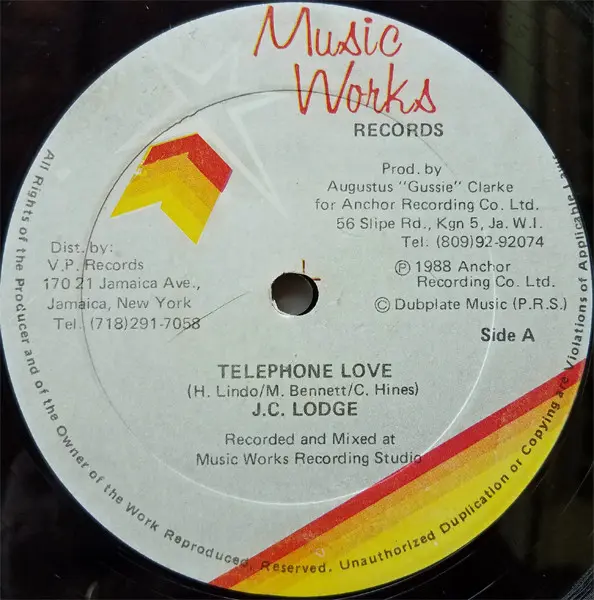 Music
Works
RECORDS
Prod. by
Augustus "Gussie" Clarke
for Anchor Recording Co. Ltd.
56 Slipe Rd., Kgn 5, Ja. W.I.
Tel: (809)92-92074
Dist. by:
V.P. Records
170 21 Jamaica Ave.,
Jamaica, New York
Tel. (718)291-7058
Ⓟ 1988 Anchor
Recording Co. Ltd.
© Dubplate Music (P.R.S.)
Side A
TELEPHONE LOVE
(H. Lindo/M. Bennett/C. Hines)
J.C. LODGE
Recorded and Mixed at
Music Works Recording Studio
All Rights of the Producer and of the Owner of the Work Reproduced, Reserved. Unauthorized Duplication or Copying are Violations of Applicable